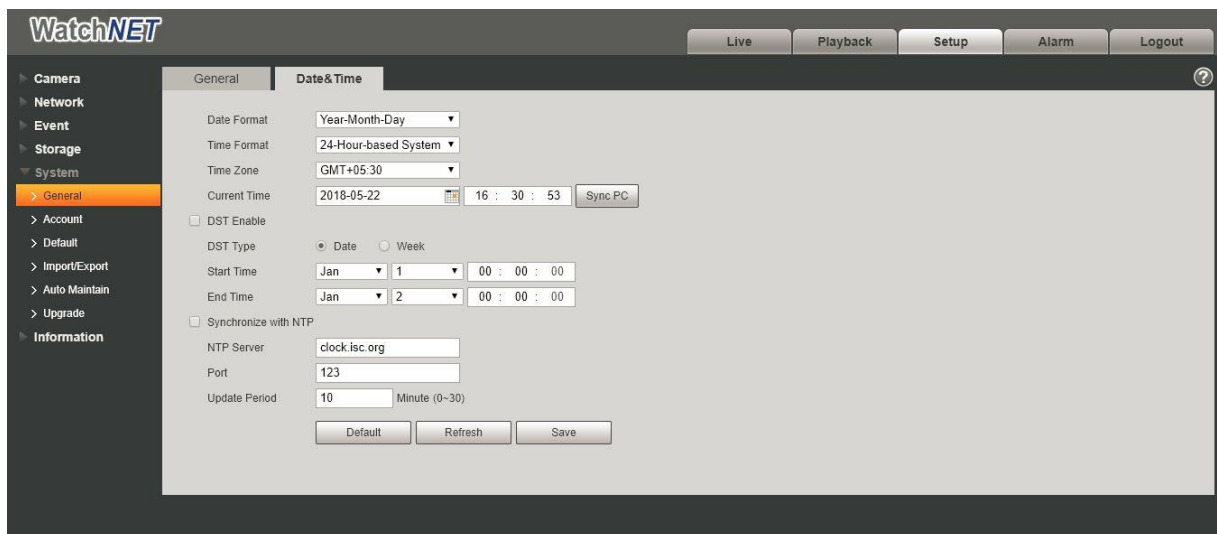 WatchNET
Live Playback Setup Alarm Logout
Camera
Network
Event
Storage
System
General
Account
Default
Import/Export
Auto Maintain
Upgrade
Information
General Date&Time
?
Date Format Year-Month-Day
Time Format 24-Hour-based System
Time Zone GMT+05:30
Current Time 2018-05-22 16 : 30 : 53 Sync PC
DST Enable
DST Type Date Week
Start Time Jan 1 00 : 00 : 00
End Time Jan 2 00 : 00 : 00
Synchronize with NTP
NTP Server clock.isc.org
Port 123
Update Period 10 Minute (0~30)
Default Refresh Save